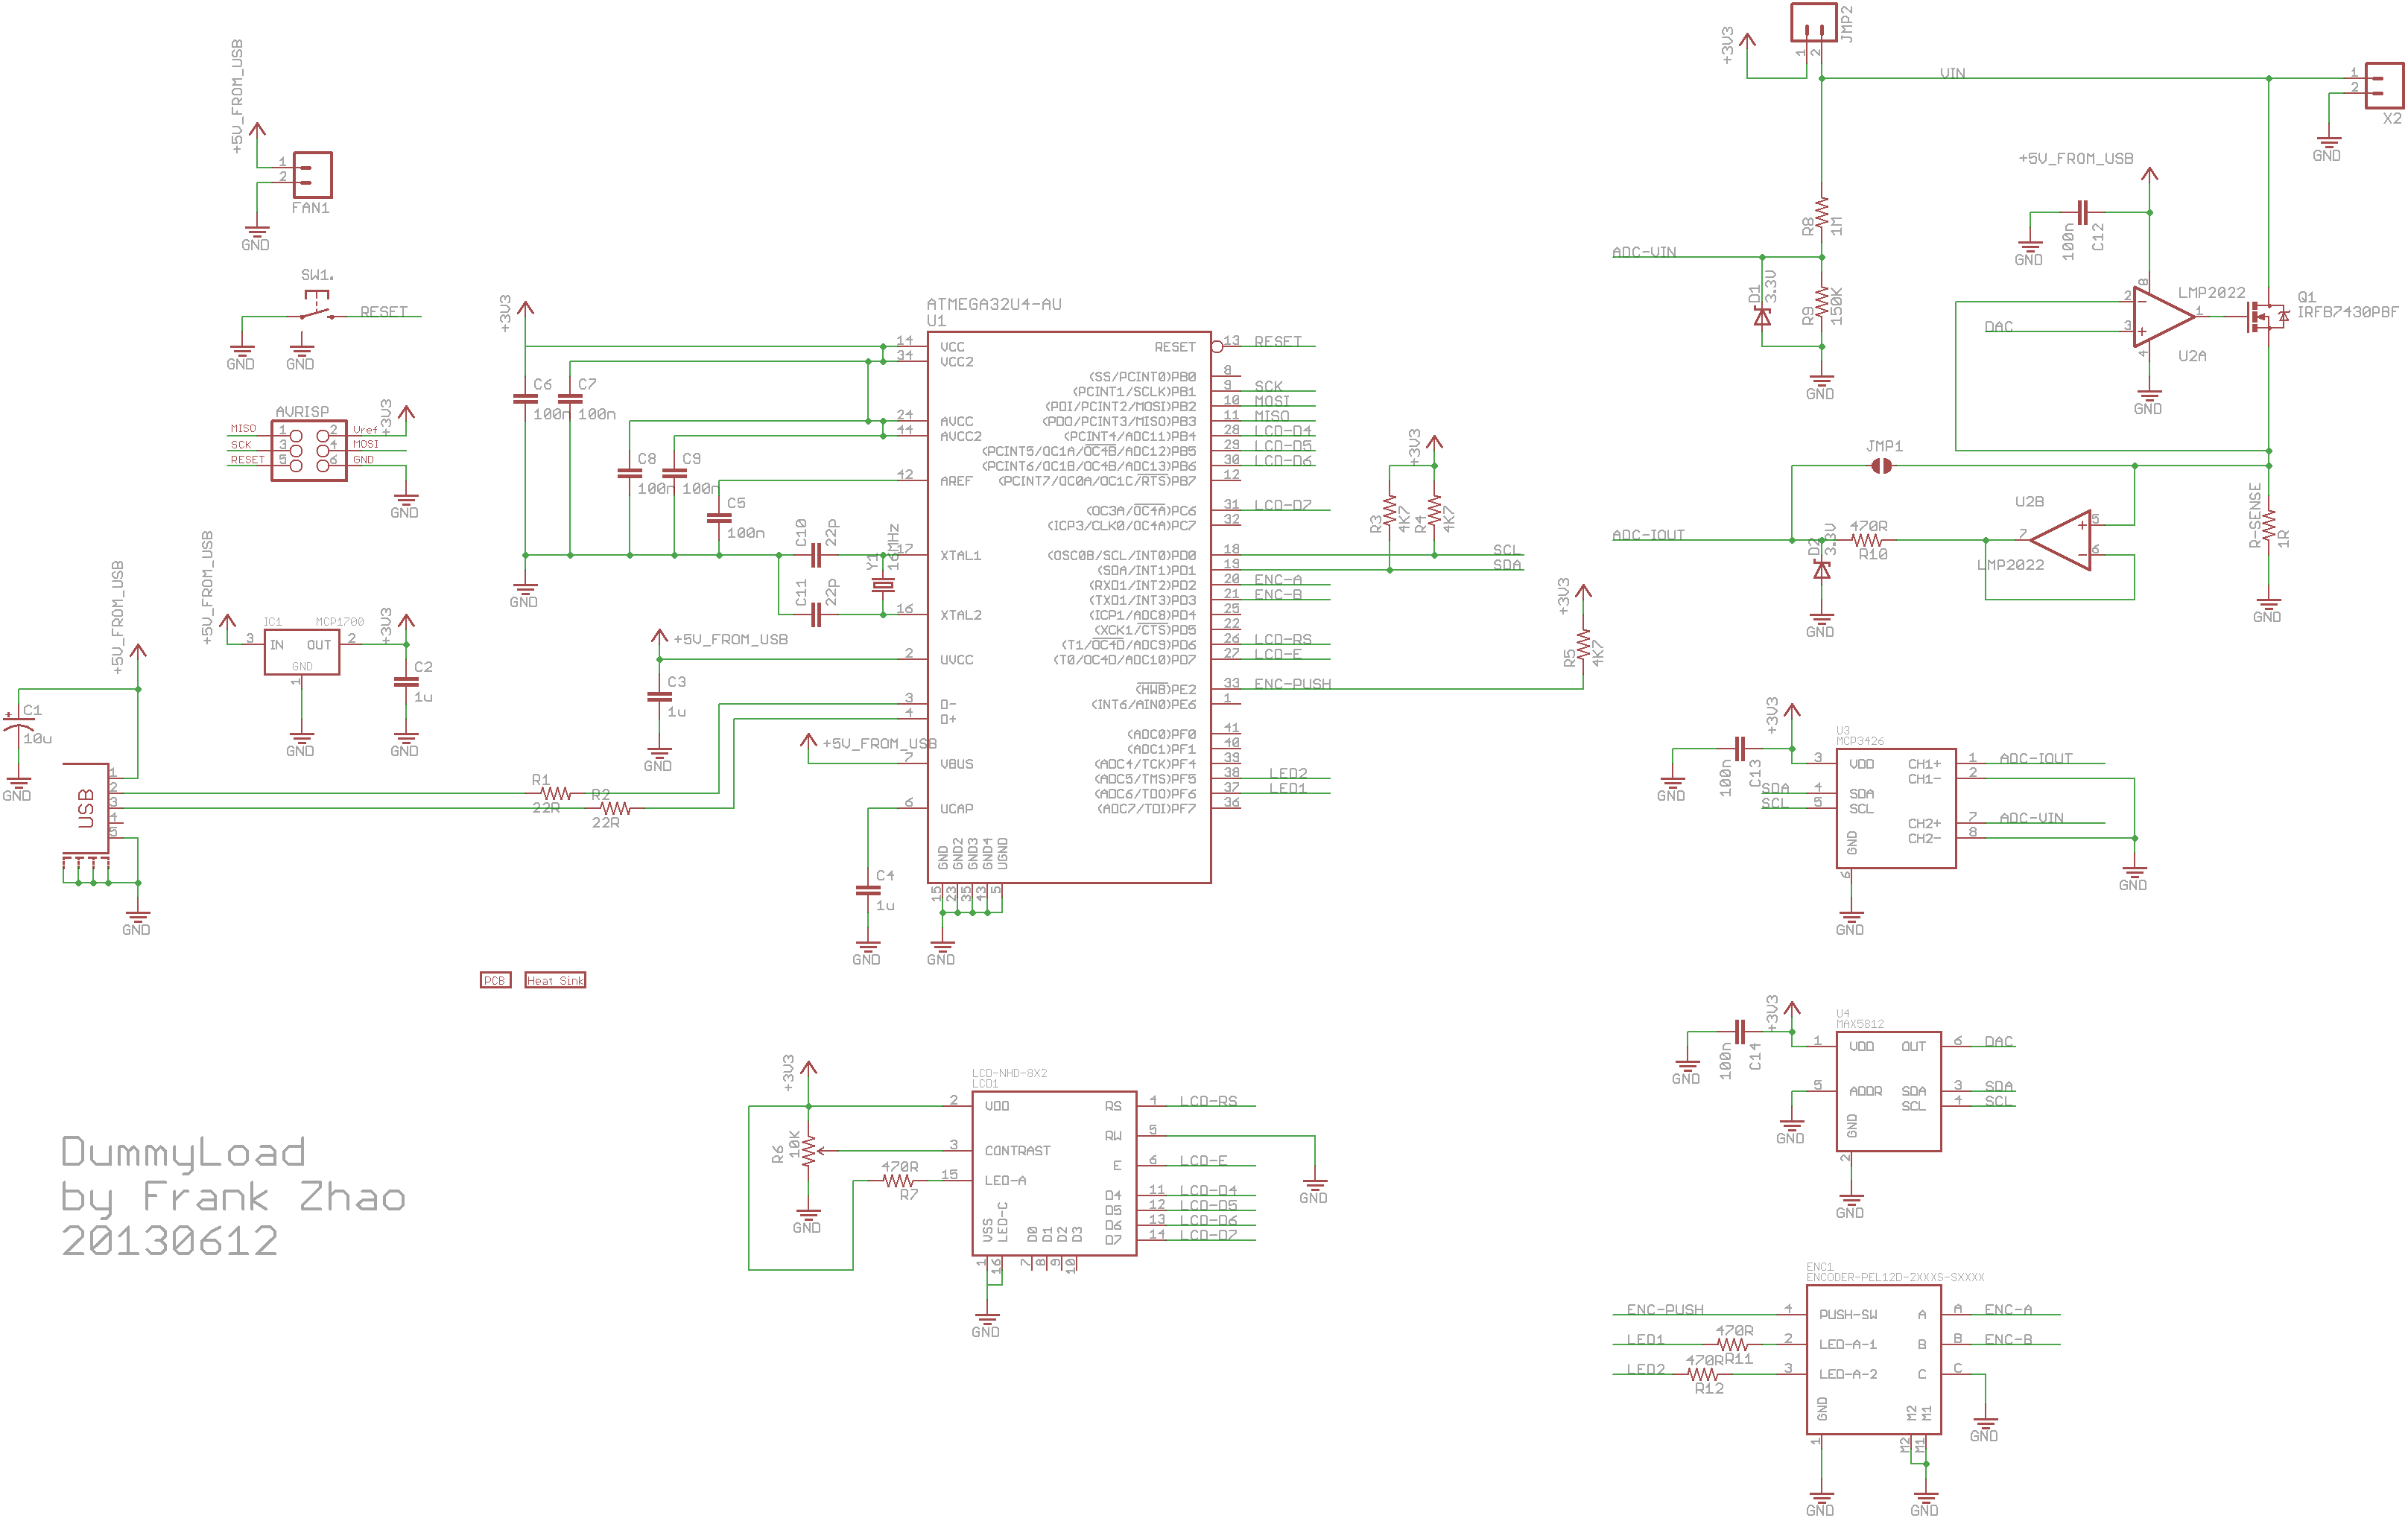 +5V_FROM_USB
1
2
FAN1
GND
SW1.
RESET
GND
GND
AVRISP
+3V3
MISO 1 2 Vref
SCK 3 4 MOSI
RESET 5 6 GND
GND
+5V_FROM_USB
IC1 MCP1700
+3V3
3 IN OUT 2
GND
1
C2
1u
GND
GND
+5V_FROM_USB
C1
10u
GND
USB
1
2
3
4
5
GND
R1
22R
R2
22R
+3V3
C6
100n
C7
100n
C8
100n
C9
100n
C5
100n
C10
22P
C11
22P
Y1
16MHz
GND
+5V_FROM_USB
C3
1u
GND
+5V_FROM_USB
C4
1u
GND
ATMEGA32U4-AU
U1
14 VCC
34 VCC2
24 AVCC
44 AVCC2
42 AREF
17 XTAL1
16 XTAL2
2 UVCC
3 D-
4 D+
7 VBUS
6 UCAP
GND
GND2
GND3
GND4
UGND
15
23
35
43
5
GND
RESET 13 RESET
(SS/PCINT0)PB0 8
(PCINT1/SCLK)PB1 9 SCK
(PDI/PCINT2/MOSI)PB2 10 MOSI
(PDO/PCINT3/MISO)PB3 11 MISO
(PCINT4/ADC11)PB4 28 LCD-D4
(PCINT5/OC1A/OC4B/ADC12)PB5 29 LCD-D5
(PCINT6/OC1B/OC4B/ADC13)PB6 30 LCD-D6
(PCINT7/OC0A/OC1C/RTS)PB7 12
(OC3A/OC4A)PC6 31 LCD-D7
(ICP3/CLK0/OC4A)PC7 32
(OSC0B/SCL/INT0)PD0 18 SCL
(SDA/INT1)PD1 19 SDA
(RXD1/INT2)PD2 20 ENC-A
(TXD1/INT3)PD3 21 ENC-B
(ICP1/ADC8)PD4 25
(XCK1/CTS)PD5 22
(T1/OC4D/ADC9)PD6 26 LCD-RS
(T0/OC4D/ADC10)PD7 27 LCD-E
(HWB)PE2 33 ENC-PUSH
(INT6/AIN0)PE6 1
(ADC0)PF0 41
(ADC1)PF1 40
(ADC4/TCK)PF4 39
(ADC5/TMS)PF5 38 LED2
(ADC6/TDO)PF6 37 LED1
(ADC7/TDI)PF7 36
+3V3
R3
4K7
R4
4K7
+3V3
R5
4K7
+3V3
JMP2
1
2
VIN
1
2
X2
GND
R8
1M
ADC-VIN
D1
3.3V
R9
150K
GND
+5V_FROM_USB
100n
C12
GND
8
2
3
1
4
DAC
LMP2022
U2A
GND
Q1
IRFB7430PBF
JMP1
U2B
5
6
7
LMP2022
ADC-IOUT
D2
3.3V
470R
R10
GND
R-SENSE
1R
GND
+3V3
100n
C13
GND
U3
MCP3426
3 VDD CH1+ 1 ADC-IOUT
CH1- 2
SDA 4 SDA
SCL 5 SCL
CH2+ 7 ADC-VIN
CH2- 8
GND
6
GND
GND
+3V3
100n
C14
GND
U4
MAX5812
1 VDD OUT 6 DAC
5 ADDR SDA 3 SDA
SCL 4 SCL
GND
2
GND
GND
PCB Heat Sink
+3V3
R6
10K
GND
470R
R7
LCD-NHD-8X2
LCD1
2 VDD RS 4 LCD-RS
RW 5
3 CONTRAST
E 6 LCD-E
15 LED-A
D4 11 LCD-D4
D5 12 LCD-D5
D6 13 LCD-D6
D7 14 LCD-D7
VSS
LED-C
D0
D1
D2
D3
1
16
7
8
9
10
GND
GND
ENC1
ENCODER-PEL12D-2XXXS-SXXXX
ENC-PUSH 4 PUSH-SW A A ENC-A
LED1 470R R11 2 LED-A-1 B B ENC-B
LED2 470R R12 3 LED-A-2 C C
GND
M2
M1
1
M2
M1
GND
GND
GND
DummyLoad
by Frank Zhao
20130612